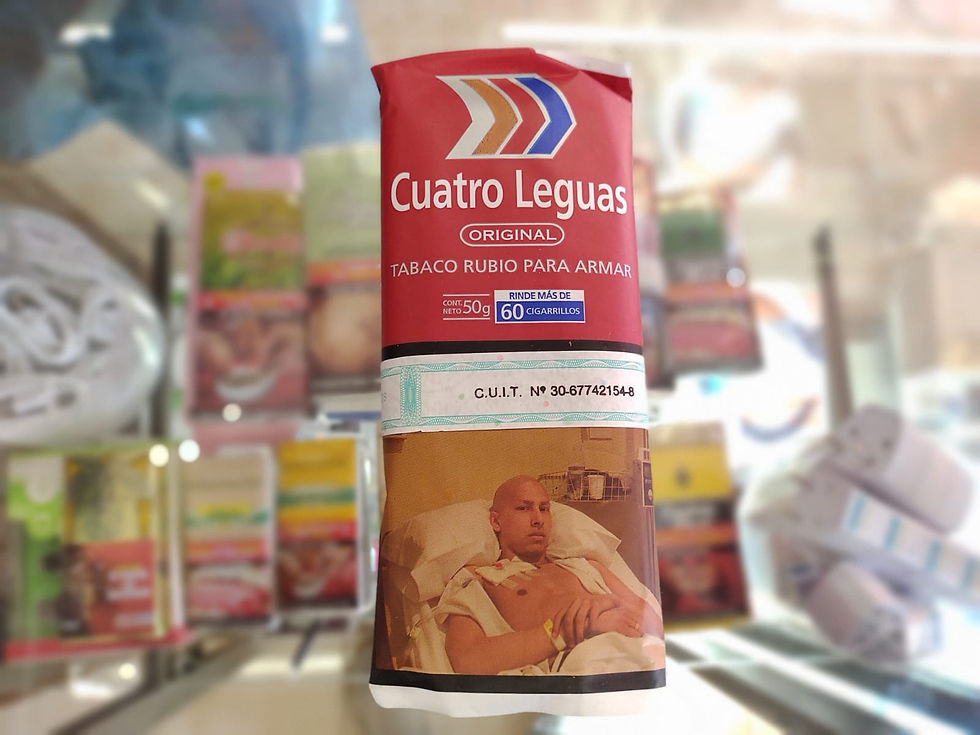 Cuatro Leguas
ORIGINAL
TABACO RUBIO PARA ARMAR
CONT. NETO 50g
RINDE MÁS DE
60 CIGARRILLOS
C.U.I.T. Nº 30-67742154-8